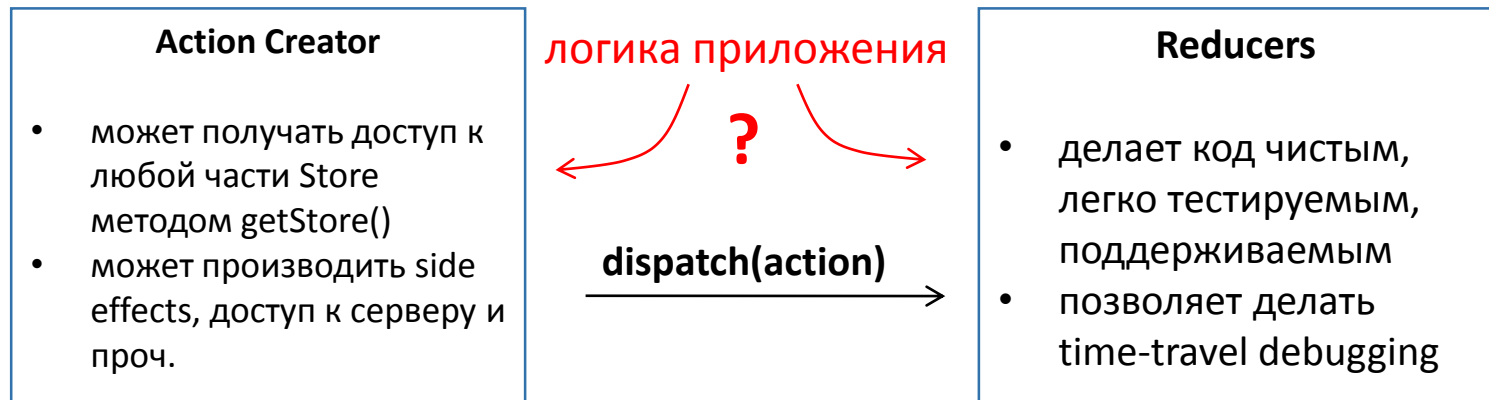 Action Creator
• может получать доступ к
любой части Store
методом getStore()
• может производить side
effects, доступ к серверу и
проч.
логика приложения
?
dispatch(action)
Reducers
• делает код чистым,
легко тестируемым,
поддерживаемым
• позволяет делать
time-travel debugging